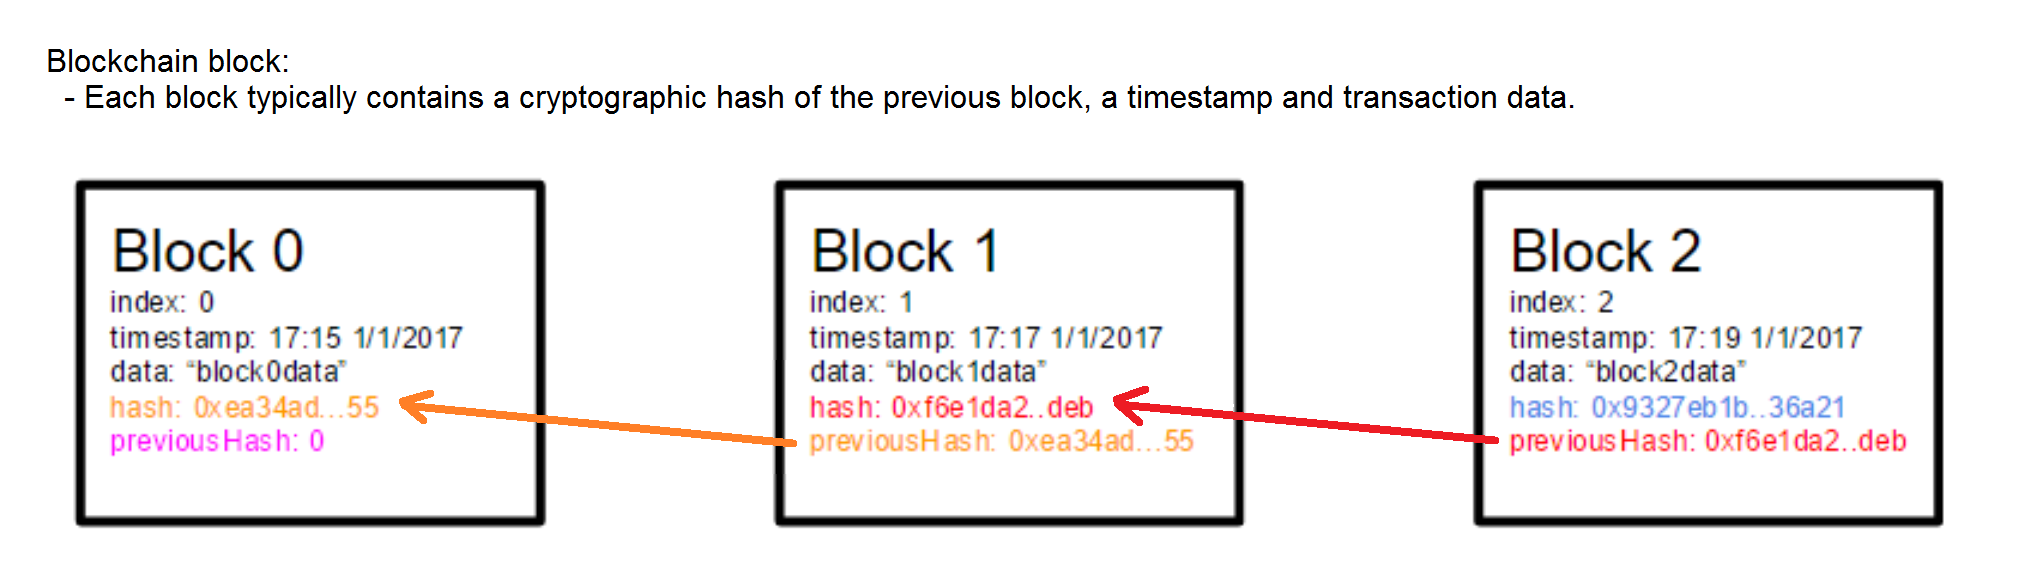 Blockchain block:
- Each block typically contains a cryptographic hash of the previous block, a timestamp and transaction data.
Block 0
index: 0
timestamp: 17:15 1/1/2017
data: “block0data”
hash: 0xea34ad...55
previousHash: 0
Block 1
index: 1
timestamp: 17:17 1/1/2017
data: “block1data”
hash: 0xf6e1da2..deb
previousHash: 0xea34ad...55
Block 2
index: 2
timestamp: 17:19 1/1/2017
data: “block2data”
hash: 0x9327eb1b..36a21
previousHash: 0xf6e1da2..deb